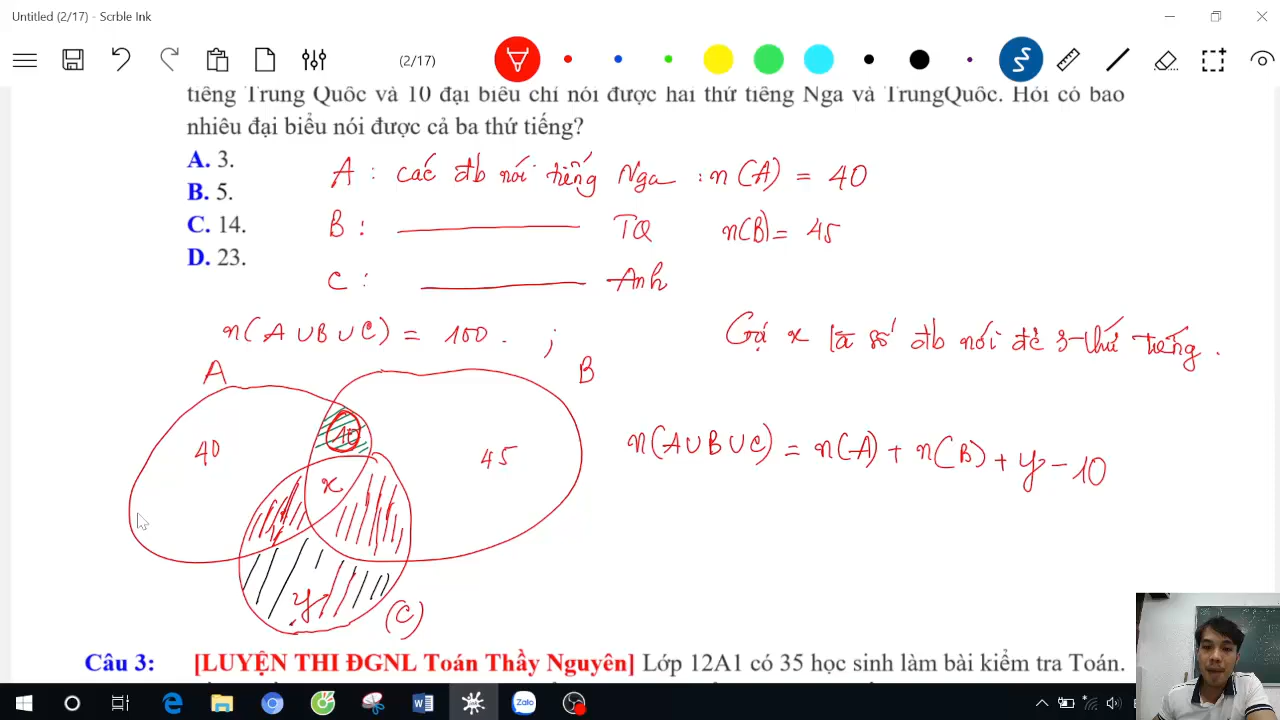 Untitled (2/17) - Scrble Ink
(2/17)
tiếng Trung Quốc và 10 đại biểu chỉ nói được hai thứ tiếng Nga và TrungQuốc. Hỏi có bao
nhiêu đại biểu nói được cả ba thứ tiếng?
A. 3.
B. 5.
C. 14.
D. 23.
A : các đb nói tiếng Nga : n(A) = 40
B : TQ n(B) = 45
C : Anh
n(A ∪ B ∪ C) = 100 . ;
Gọi x là số đb nói đc 3 thứ tiếng .
A
B
40
10
45
x
y
(C)
n(A ∪ B ∪ C) = n(A) + n(B) + y - 10
Câu 3: [LUYỆN THI ĐGNL Toán Thầy Nguyên] Lớp 12A1 có 35 học sinh làm bài kiểm tra Toán.
Zalo